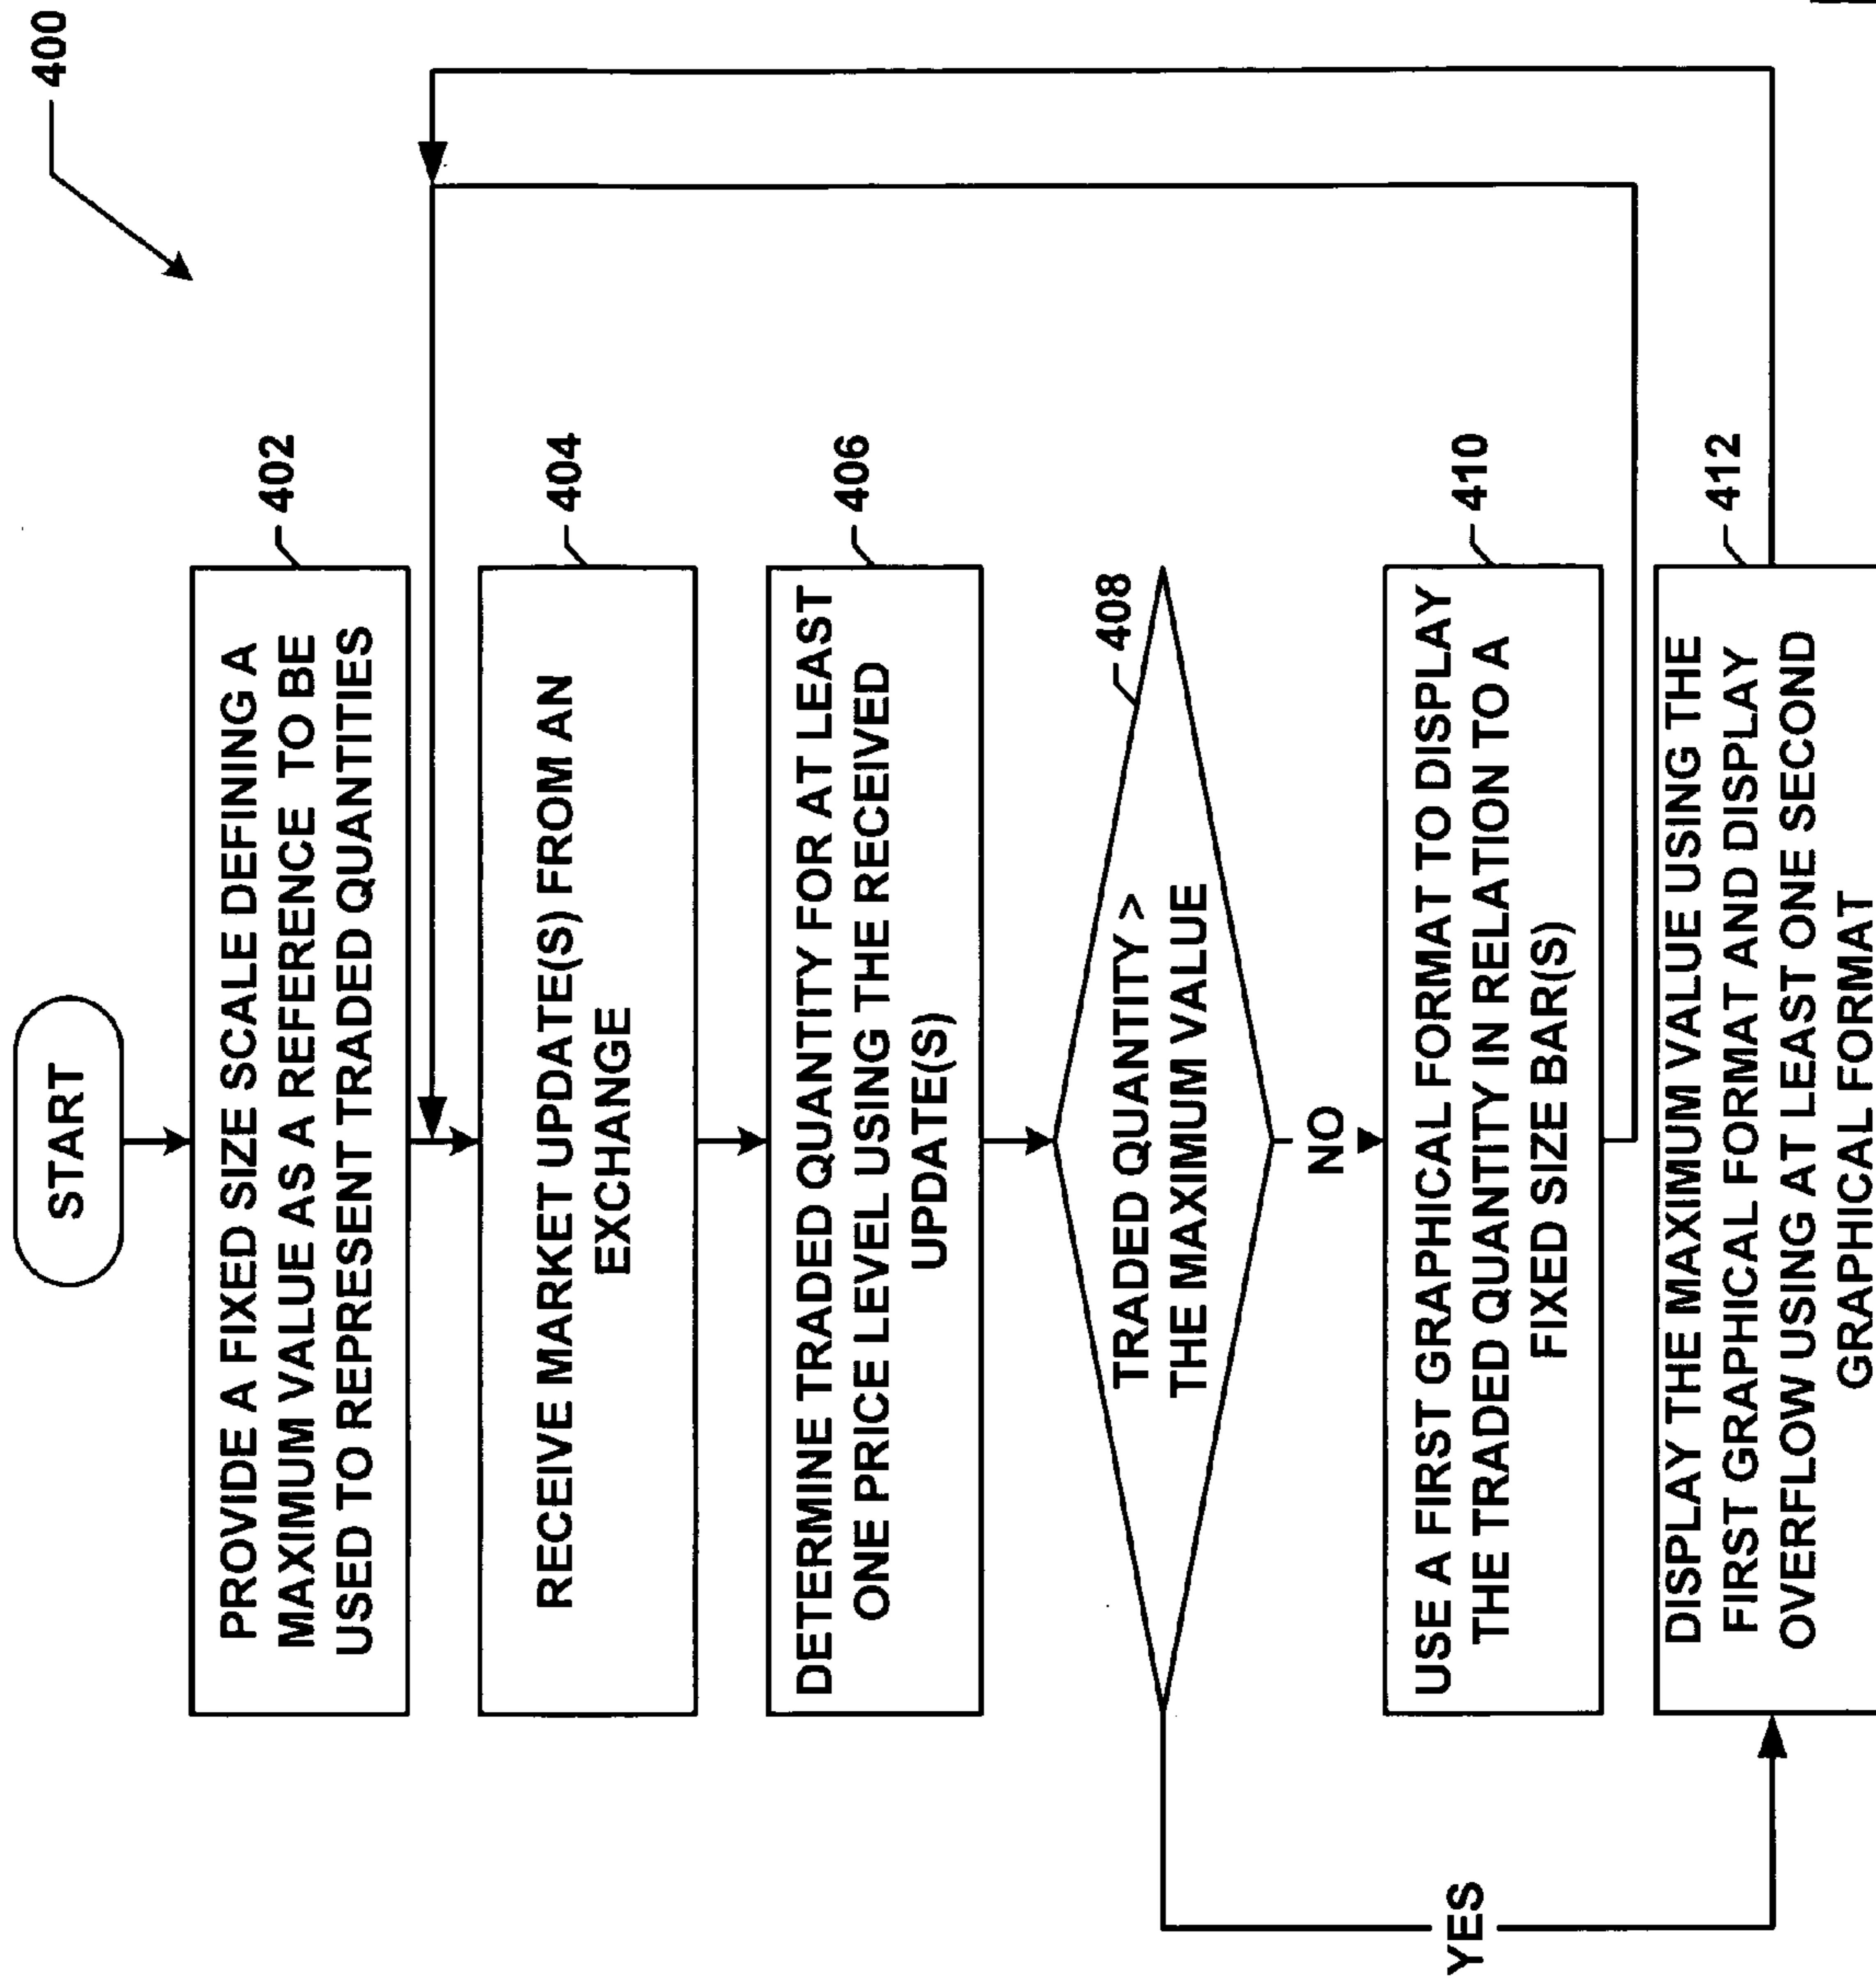 400
START
PROVIDE A FIXED SIZE SCALE DEFINING A
MAXIMUM VALUE AS A REFERENCE TO BE
USED TO REPRESENT TRADED QUANTITIES
402
RECEIVE MARKET UPDATE(S) FROM AN
EXCHANGE
404
DETERMINE TRADED QUANTITY FOR AT LEAST
ONE PRICE LEVEL USING THE RECEIVED
UPDATE(S)
406
TRADED QUANTITY >
THE MAXIMUM VALUE
408
NO
YES
USE A FIRST GRAPHICAL FORMAT TO DISPLAY
THE TRADED QUANTITY IN RELATION TO A
FIXED SIZE BAR(S)
410
DISPLAY THE MAXIMUM VALUE USING THE
FIRST GRAPHICAL FORMAT AND DISPLAY
OVERFLOW USING AT LEAST ONE SECOND
GRAPHICAL FORMAT
412